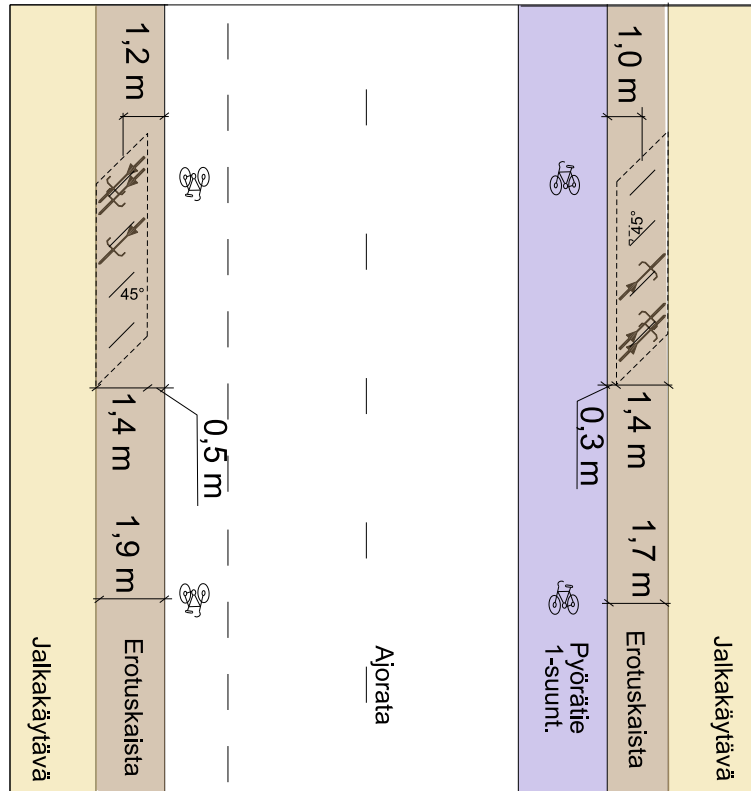 1,2 m
1,0 m
45°
45°
1,4 m
0,5 m
0,3 m
1,4 m
1,9 m
1,7 m
Jalkakäytävä
Erotuskaista
Ajorata
Pyörätie
1-suunt.
Erotuskaista
Jalkakäytävä